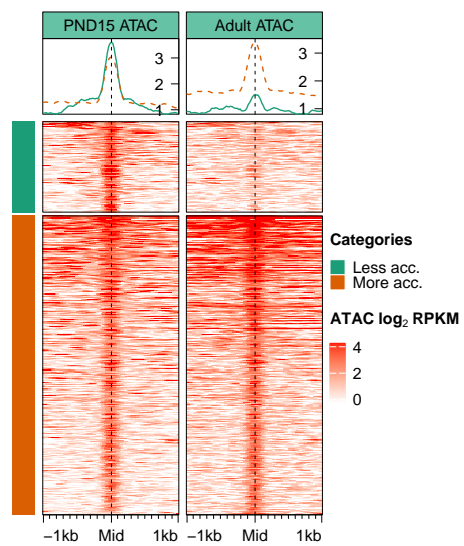 PND15 ATAC Adult ATAC
3 3
2 2
1 1
Categories
Less acc.
More acc.
ATAC log₂ RPKM
4
2
0
−1kb Mid 1kb −1kb Mid 1kb